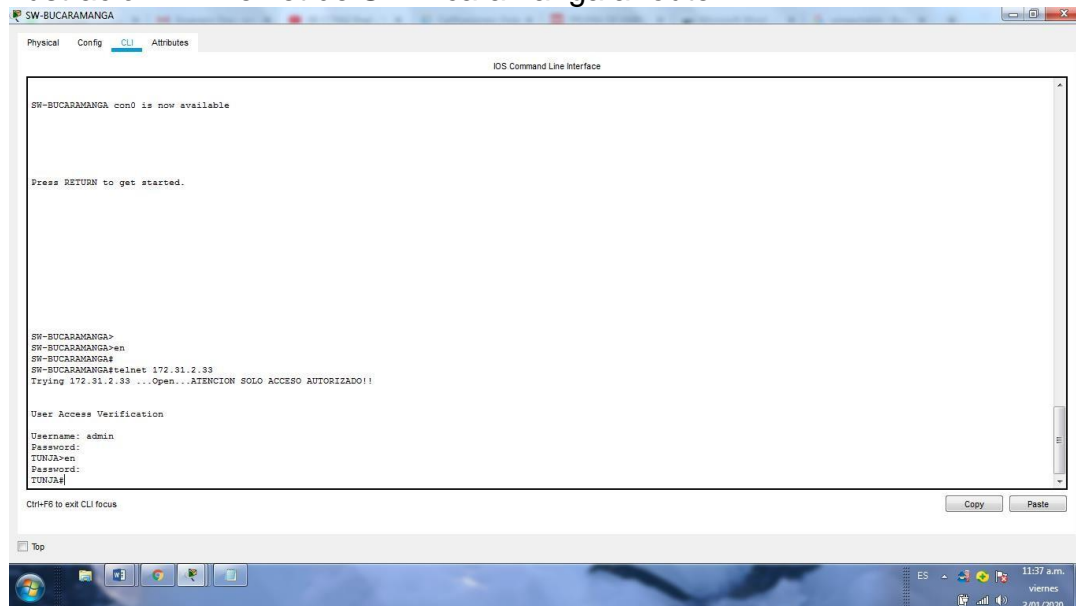 SW-BUCARAMANGA
Physical Config CLI Attributes
IOS Command Line Interface
SW-BUCARAMANGA con0 is now available
Press RETURN to get started.
SW-BUCARAMANGA>
SW-BUCARAMANGA>en
SW-BUCARAMANGA#
SW-BUCARAMANGA#telnet 172.31.2.33
Trying 172.31.2.33 ...Open...ATENCION SOLO ACCESO AUTORIZADO!!
User Access Verification
Username: admin
Password:
TUNJA>en
Password:
TUNJA#
Ctrl+F6 to exit CLI focus
Copy Paste
Top
ES 11:37 a.m.
viernes
3/01/2020